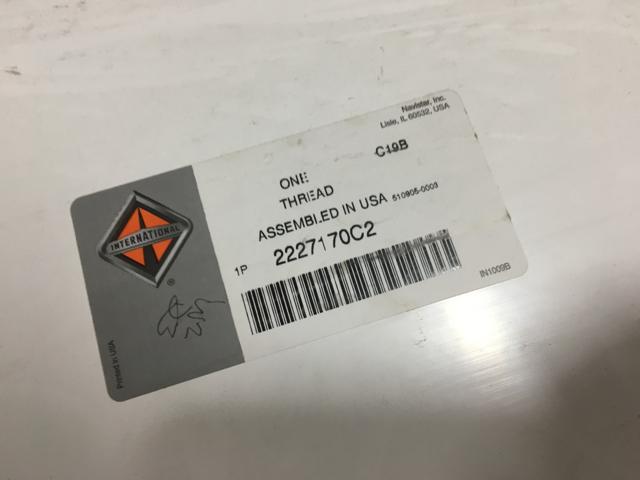 Navistar, Inc.
Lisle, IL 60532, USA
C19B
ONE
THREAD
ASSEMBLED IN USA 510905-0003
1P 2227170C2
INTERNATIONAL
®
IN1009B
Printed in USA